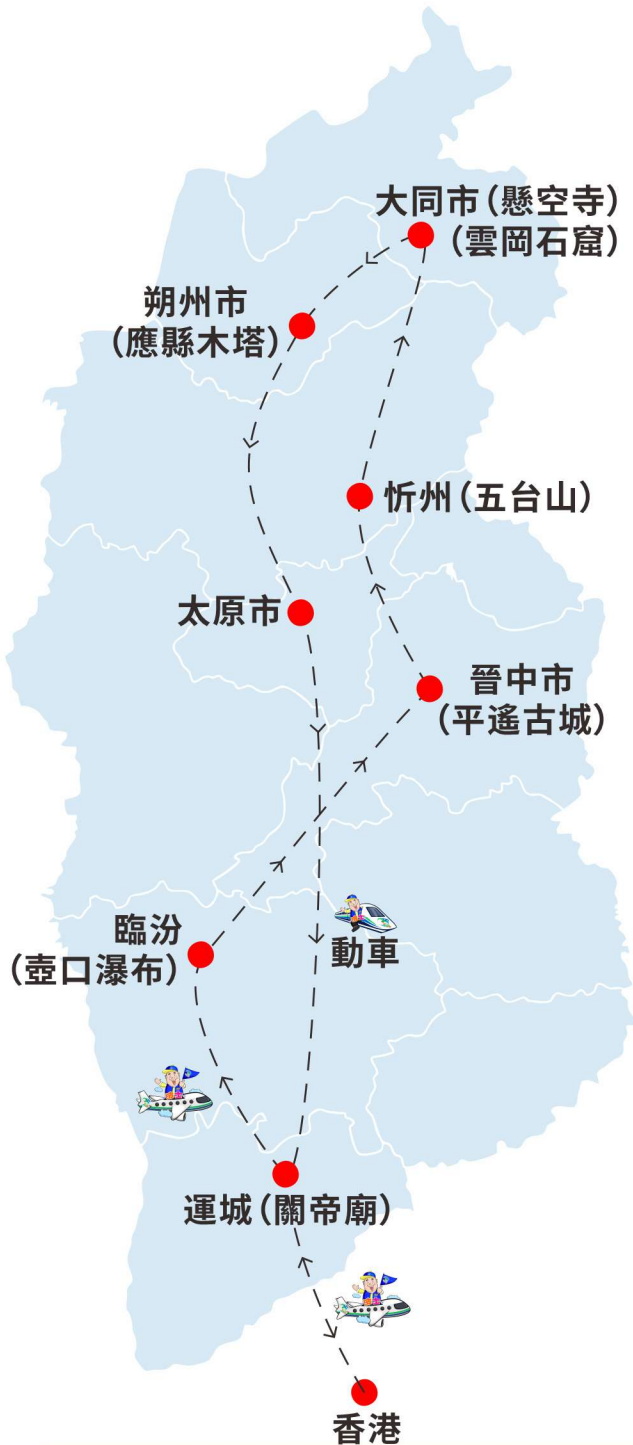 大同市(懸空寺)
(雲岡石窟)
朔州市
(應縣木塔)
忻州(五台山)
太原市
晉中市
(平遙古城)
臨汾
(壺口瀑布)
動車
運城(關帝廟)
香港